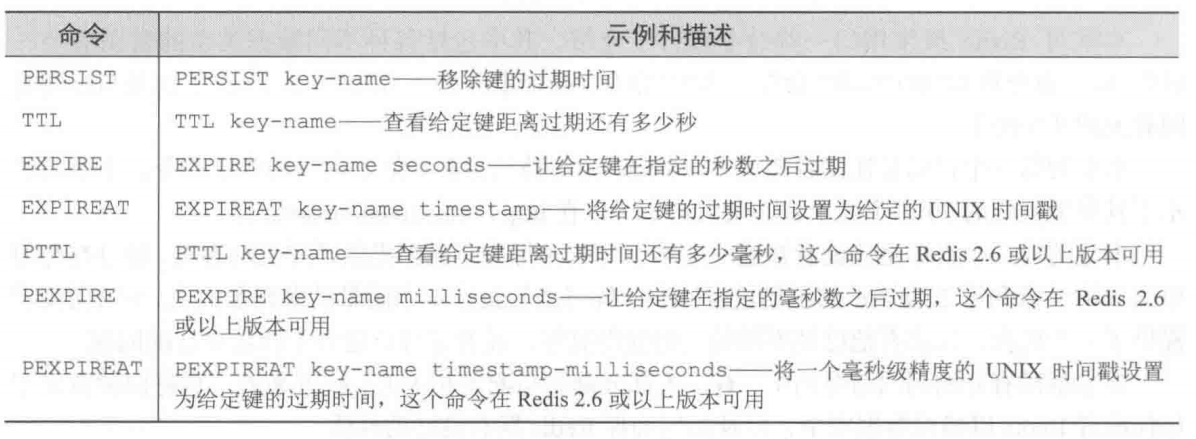 命令 示例和描述
PERSIST PERSIST key-name——移除键的过期时间
TTL TTL key-name——查看给定键距离过期还有多少秒
EXPIRE EXPIRE key-name seconds——让给定键在指定的秒数之后过期
EXPIREAT EXPIREAT key-name timestamp——将给定键的过期时间设置为给定的 UNIX 时间戳
PTTL PTTL key-name——查看给定键距离过期时间还有多少毫秒，这个命令在 Redis 2.6 或以上版本可用
PEXPIRE PEXPIRE key-name milliseconds——让给定键在指定的毫秒数之后过期，这个命令在 Redis 2.6
或以上版本可用
PEXPIREAT PEXPIREAT key-name timestamp-milliseconds——将一个毫秒级精度的 UNIX 时间戳设置
为给定键的过期时间，这个命令在 Redis 2.6 或以上版本可用